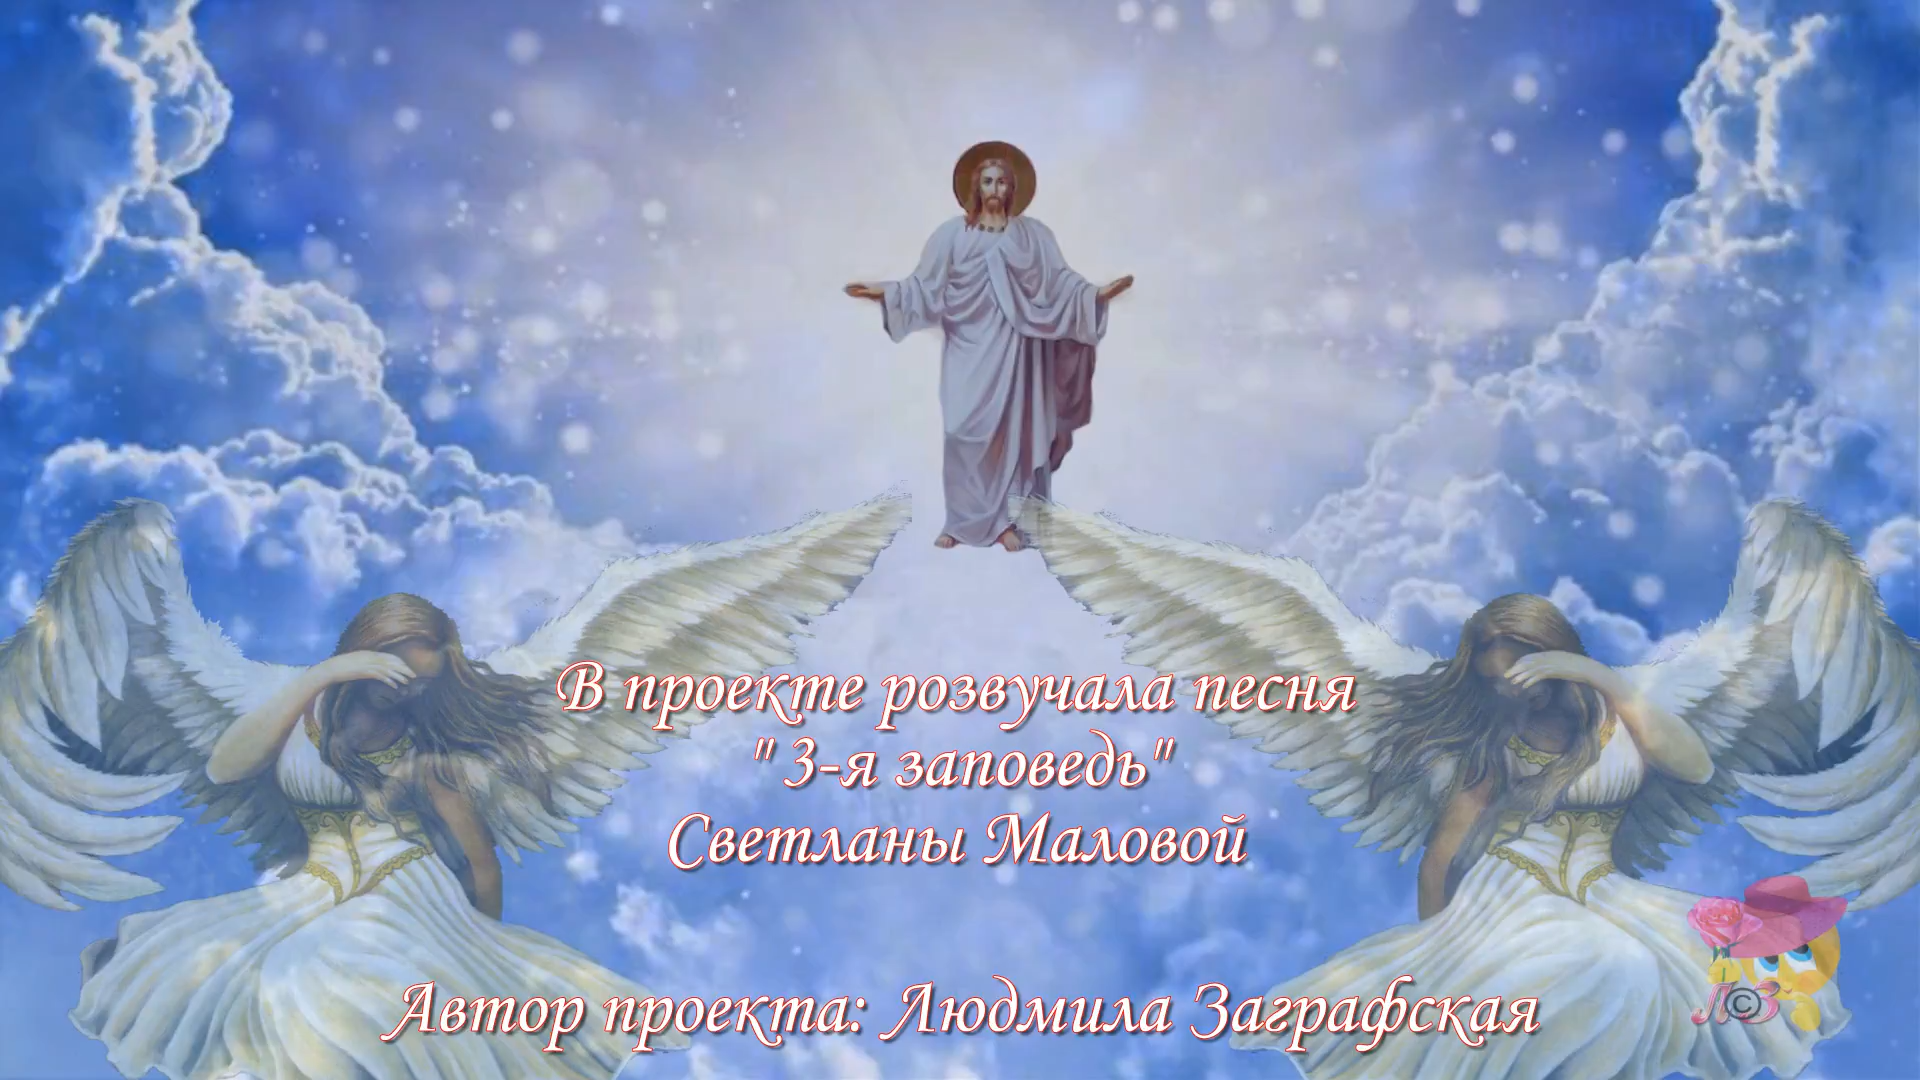 В проекте розвучала песня
" 3-я заповедь"
Светланы Маловой
Автор проекта: Людмила Заграфская
Л©З